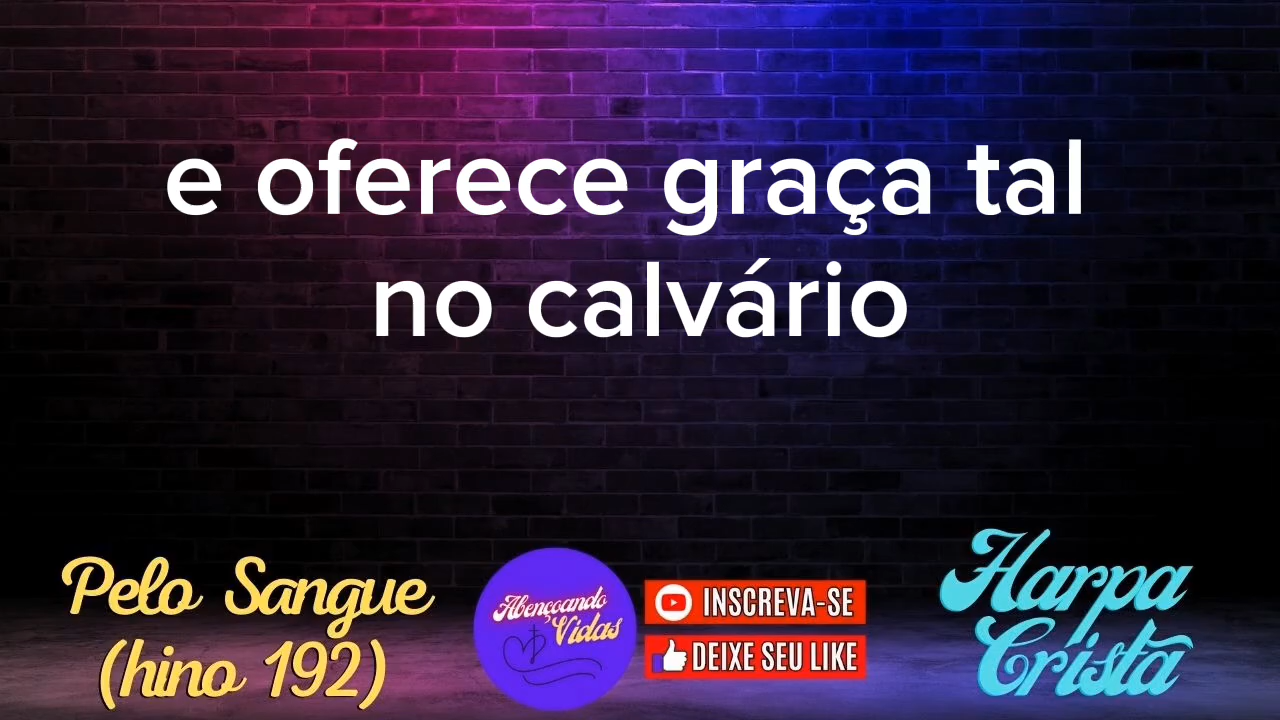 e oferece graça tal
no calvário
Pelo Sangue
(hino 192)
Abençoando
Vidas
INSCREVA-SE
DEIXE SEU LIKE
Harpa
Cristã